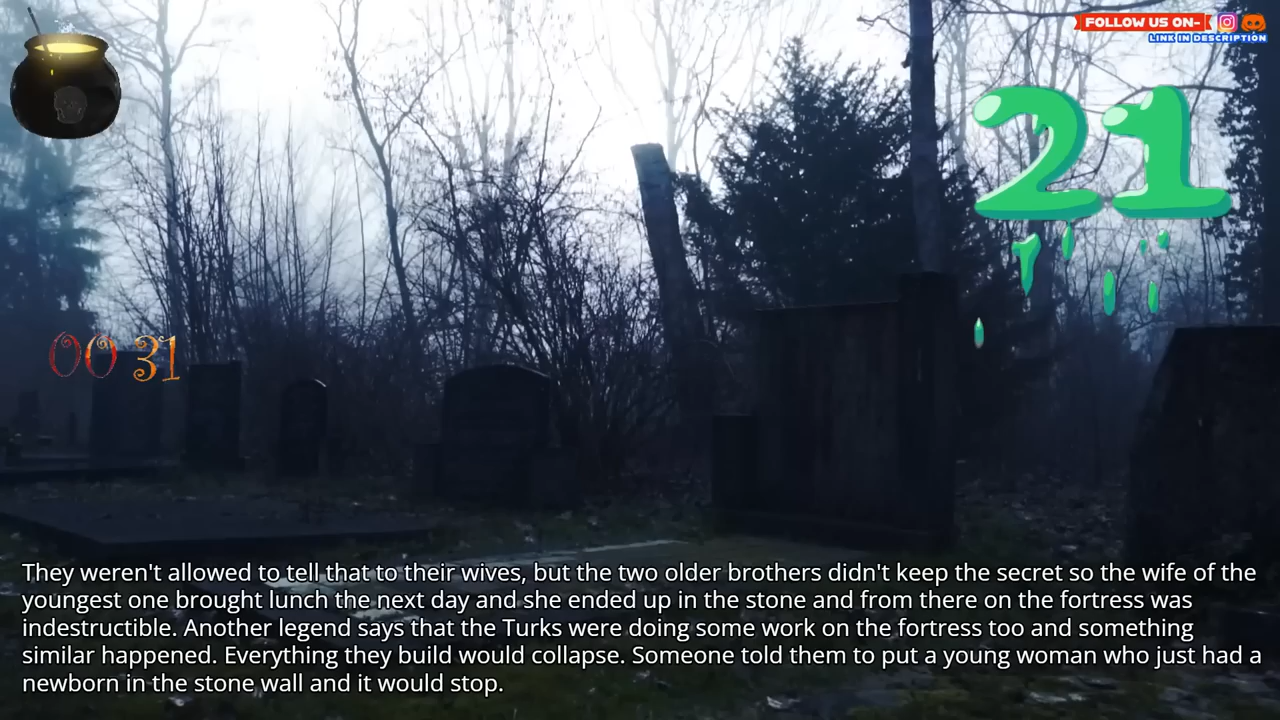 FOLLOW US ON-
LINK IN DESCRIPTION
21
00 31
They weren't allowed to tell that to their wives, but the two older brothers didn't keep the secret so the wife of the
youngest one brought lunch the next day and she ended up in the stone and from there on the fortress was
indestructible. Another legend says that the Turks were doing some work on the fortress too and something
similar happened. Everything they build would collapse. Someone told them to put a young woman who just had a
newborn in the stone wall and it would stop.